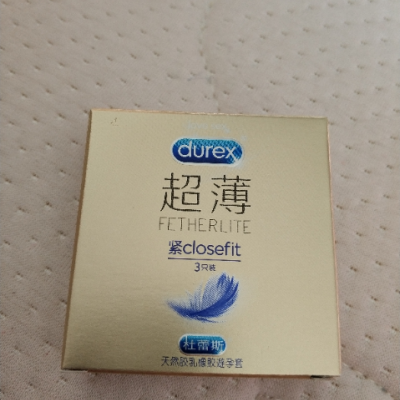 durex
超薄
FETHERLITE
紧closefit
3只装
杜蕾斯
天然胶乳橡胶避孕套